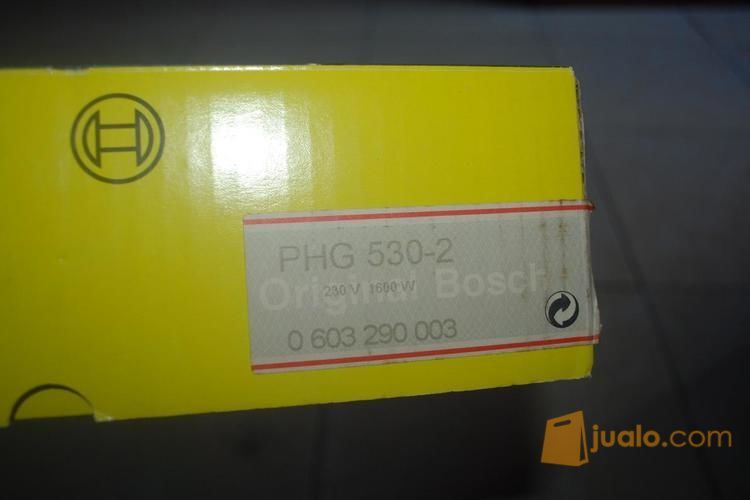 PHG 530-2
Original Bosch
230 V 1600 W
0 603 290 003
jualo.com